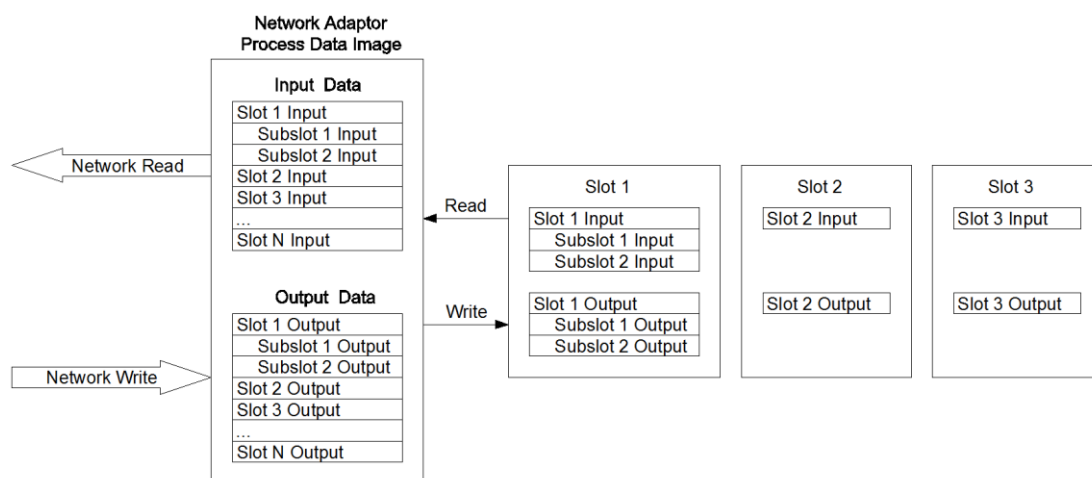 Network Adaptor
Process Data Image
Input Data
Slot 1 Input
Subslot 1 Input
Subslot 2 Input
Slot 2 Input
Slot 3 Input
...
Slot N Input
Output Data
Slot 1 Output
Subslot 1 Output
Subslot 2 Output
Slot 2 Output
Slot 3 Output
...
Slot N Output
Network Read
Network Write
Read
Write
Slot 1
Slot 1 Input
Subslot 1 Input
Subslot 2 Input
Slot 1 Output
Subslot 1 Output
Subslot 2 Output
Slot 2
Slot 2 Input
Slot 2 Output
Slot 3
Slot 3 Input
Slot 3 Output